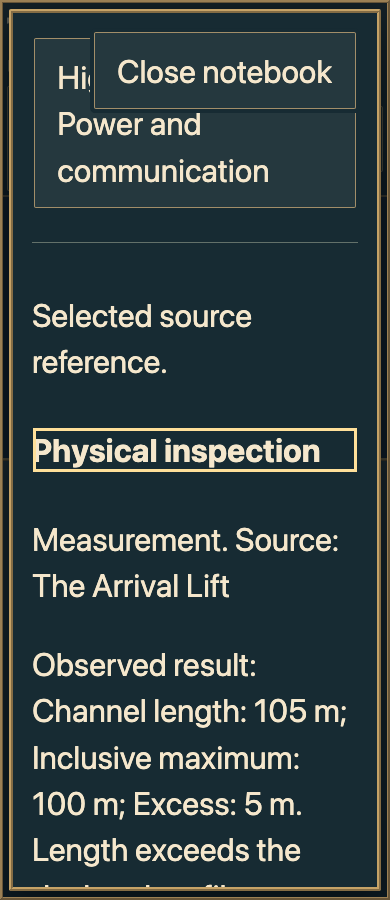 Close notebook
Power and
communication
Selected source
reference.
Physical inspection
Measurement. Source:
The Arrival Lift
Observed result:
Channel length: 105 m;
Inclusive maximum:
100 m; Excess: 5 m.
Length exceeds the